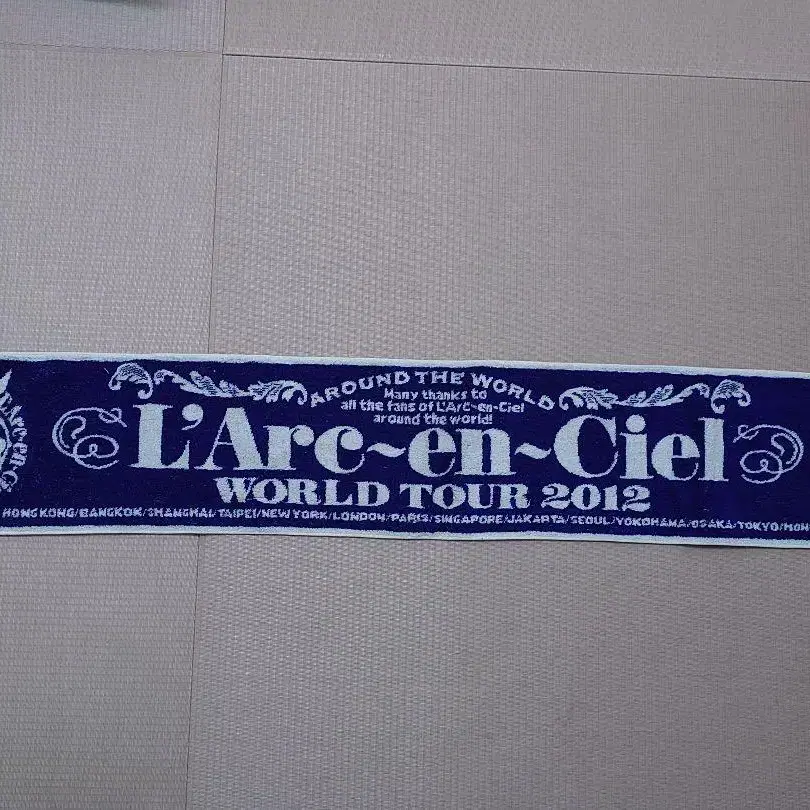 AROUND THE WORLD
Many thanks to
all the fans of L'Arc-en-Ciel
around the world!
L'Arc~en~Ciel
WORLD TOUR 2012
HONG KONG/BANGKOK/SHANGHAI/TAIPEI/NEW YORK/LONDON/PARIS/SINGAPORE/JAKARTA/SEOUL/YOKOHAMA/OSAKA/TOKYO/HON